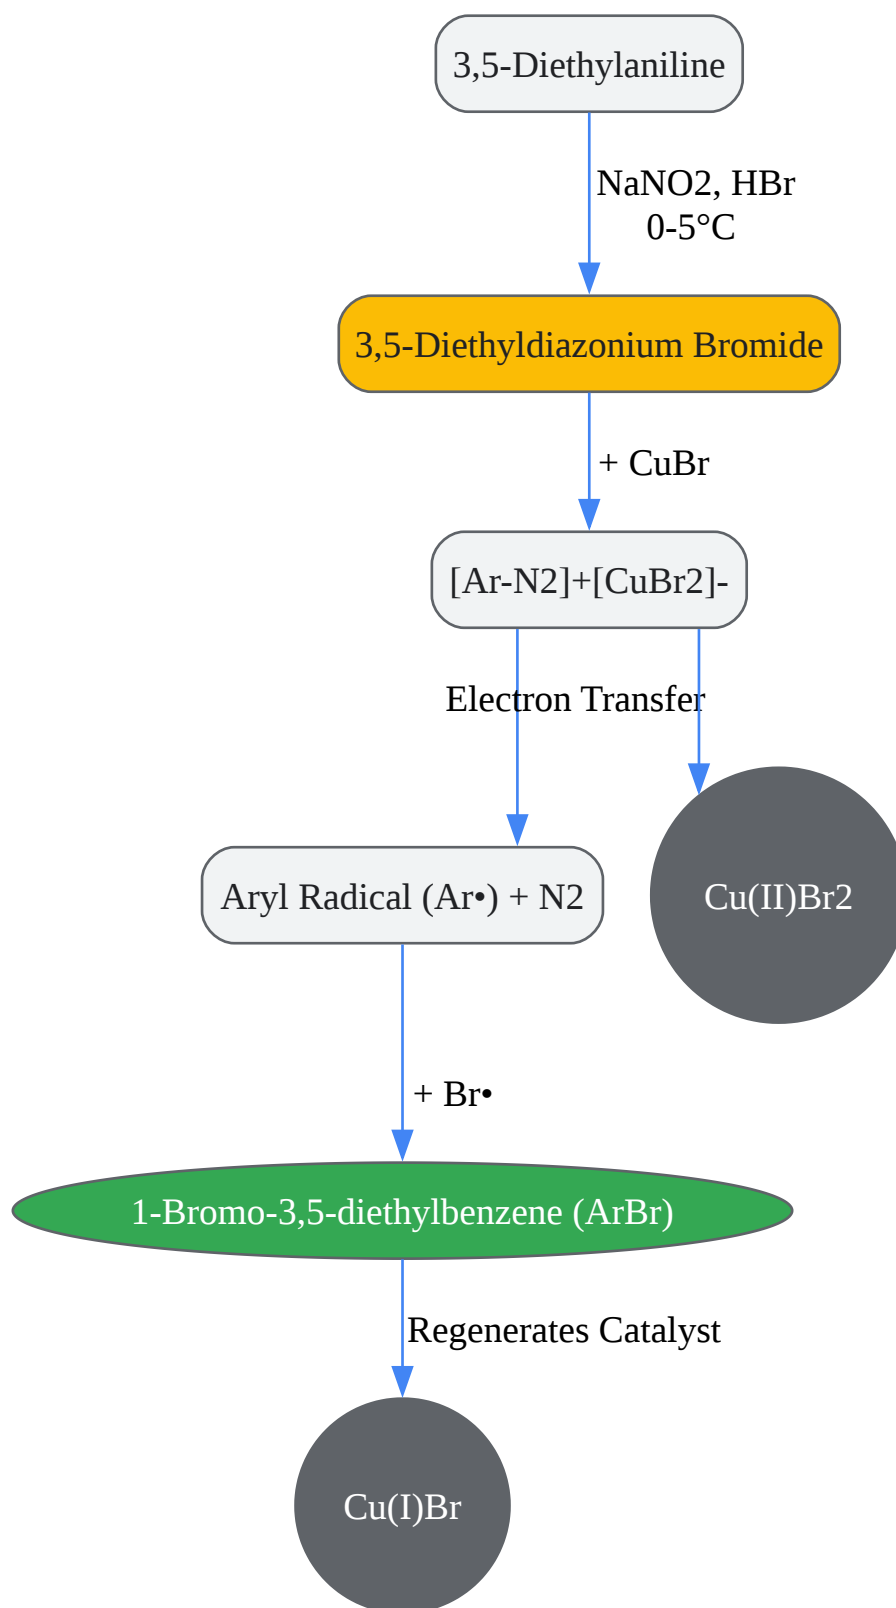 3,5-Diethylaniline
NaNO2, HBr
0-5°C
3,5-Diethyldiazonium Bromide
+ CuBr
[Ar-N2]+[CuBr2]-
Electron Transfer
Aryl Radical (Ar•) + N2
Cu(II)Br2
+ Br•
1-Bromo-3,5-diethylbenzene (ArBr)
Regenerates Catalyst
Cu(I)Br